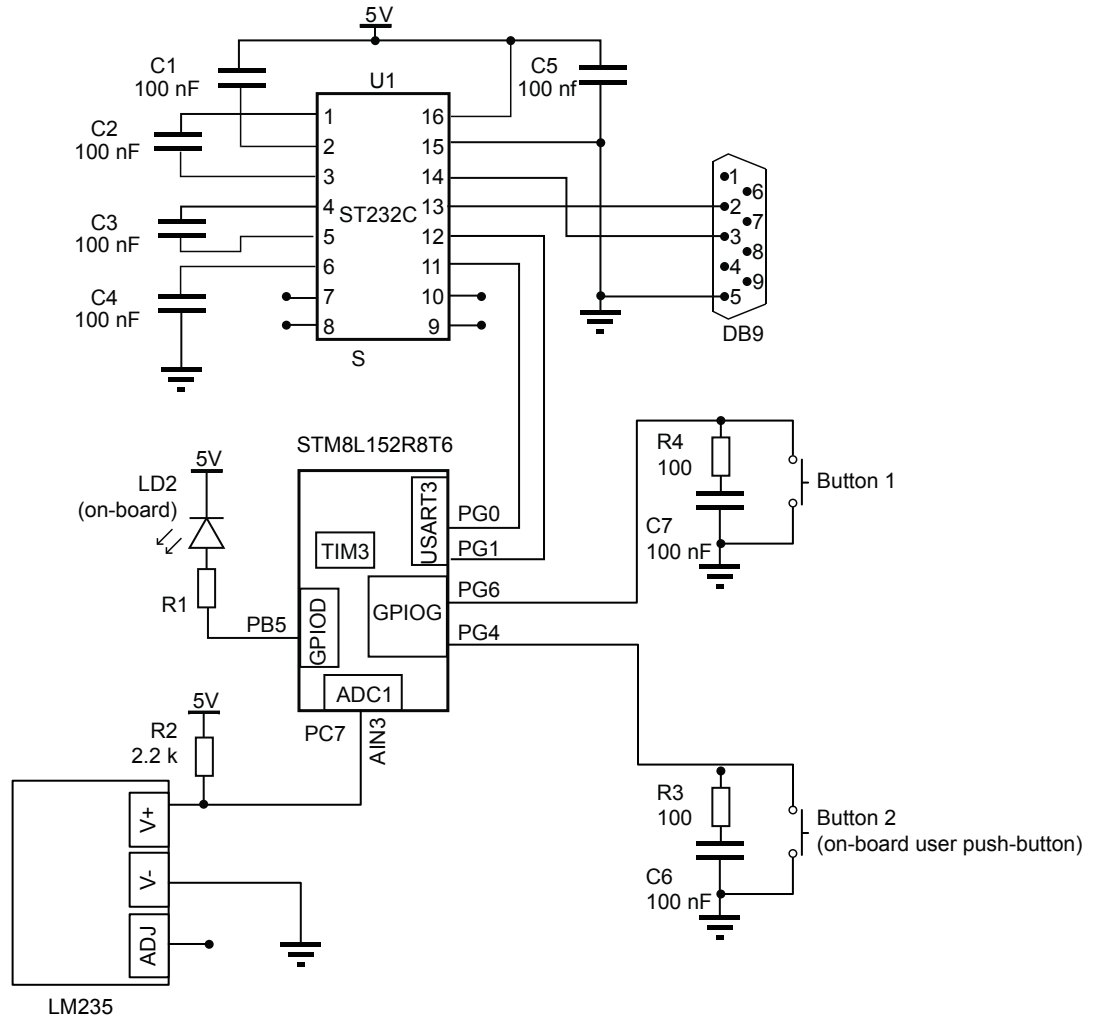 5V
C1
100 nF
C5
100 nf
U1
C2
100 nF
C3
100 nF
C4
100 nF
1
2
3
4
5
6
7
8
16
15
14
13
12
11
10
9
ST232C
S
1
6
2
7
3
8
4
9
5
DB9
STM8L152R8T6
5V
LD2
(on-board)
R1
PB5
TIM3
USART3
GPIOD
GPIOG
ADC1
PG0
PG1
PG6
PG4
PC7
AIN3
R4
100
C7
100 nF
Button 1
5V
R2
2.2 k
V+
V-
ADJ
LM235
R3
100
C6
100 nF
Button 2
(on-board user push-button)